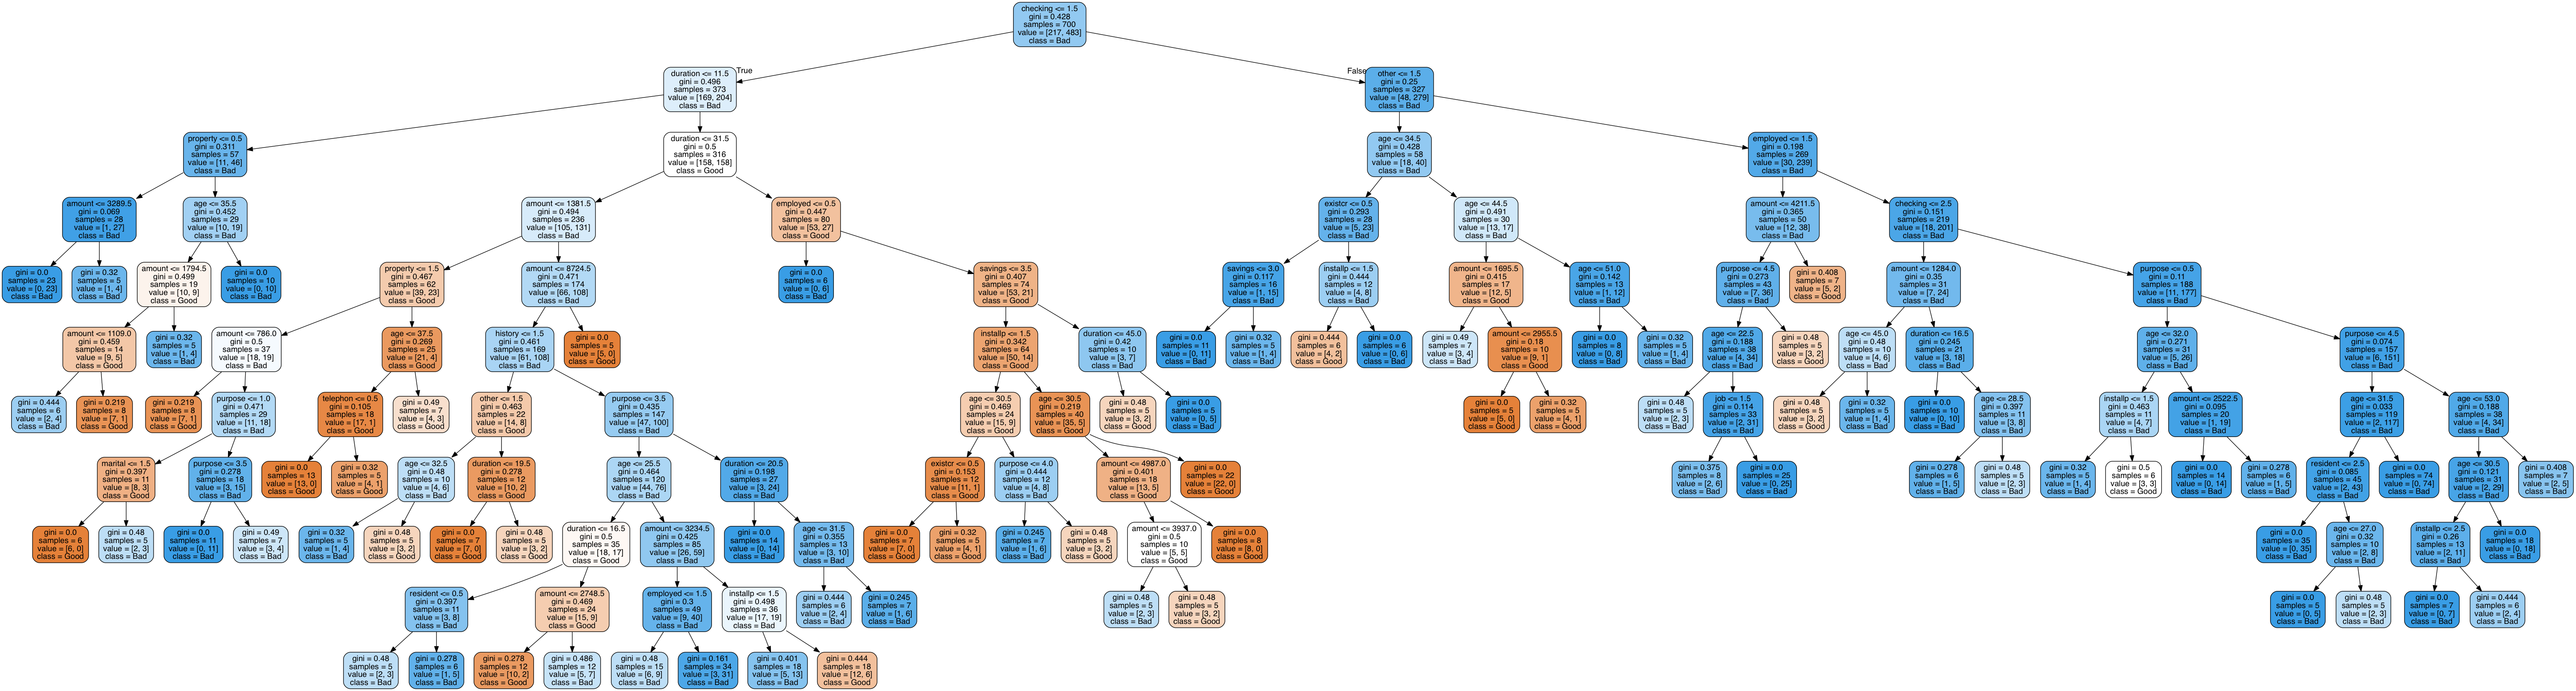 checking <= 1.5
gini = 0.428
samples = 700
value = [217, 483]
class = Bad
True
False
duration <= 11.5
gini = 0.496
samples = 373
value = [169, 204]
class = Bad
other <= 1.5
gini = 0.25
samples = 327
value = [48, 279]
class = Bad
property <= 0.5
gini = 0.311
samples = 57
value = [11, 46]
class = Bad
duration <= 31.5
gini = 0.5
samples = 316
value = [158, 158]
class = Good
age <= 34.5
gini = 0.428
samples = 58
value = [18, 40]
class = Bad
employed <= 1.5
gini = 0.198
samples = 269
value = [30, 239]
class = Bad
amount <= 3289.5
gini = 0.069
samples = 28
value = [1, 27]
class = Bad
age <= 35.5
gini = 0.452
samples = 29
value = [10, 19]
class = Bad
amount <= 1381.5
gini = 0.494
samples = 236
value = [105, 131]
class = Bad
employed <= 0.5
gini = 0.447
samples = 80
value = [53, 27]
class = Good
existcr <= 0.5
gini = 0.293
samples = 28
value = [5, 23]
class = Bad
age <= 44.5
gini = 0.491
samples = 30
value = [13, 17]
class = Bad
amount <= 4211.5
gini = 0.365
samples = 50
value = [12, 38]
class = Bad
checking <= 2.5
gini = 0.151
samples = 219
value = [18, 201]
class = Bad
gini = 0.0
samples = 23
value = [0, 23]
class = Bad
gini = 0.32
samples = 5
value = [1, 4]
class = Bad
amount <= 1794.5
gini = 0.499
samples = 19
value = [10, 9]
class = Good
gini = 0.0
samples = 10
value = [0, 10]
class = Bad
property <= 1.5
gini = 0.467
samples = 62
value = [39, 23]
class = Good
amount <= 8724.5
gini = 0.471
samples = 174
value = [66, 108]
class = Bad
gini = 0.0
samples = 6
value = [0, 6]
class = Bad
savings <= 3.5
gini = 0.407
samples = 74
value = [53, 21]
class = Good
savings <= 3.0
gini = 0.117
samples = 16
value = [1, 15]
class = Bad
installp <= 1.5
gini = 0.444
samples = 12
value = [4, 8]
class = Bad
amount <= 1695.5
gini = 0.415
samples = 17
value = [12, 5]
class = Good
age <= 51.0
gini = 0.142
samples = 13
value = [1, 12]
class = Bad
purpose <= 4.5
gini = 0.273
samples = 43
value = [7, 36]
class = Bad
gini = 0.408
samples = 7
value = [5, 2]
class = Good
amount <= 1284.0
gini = 0.35
samples = 31
value = [7, 24]
class = Bad
purpose <= 0.5
gini = 0.11
samples = 188
value = [11, 177]
class = Bad
amount <= 1109.0
gini = 0.459
samples = 14
value = [9, 5]
class = Good
gini = 0.32
samples = 5
value = [1, 4]
class = Bad
amount <= 786.0
gini = 0.5
samples = 37
value = [18, 19]
class = Bad
age <= 37.5
gini = 0.269
samples = 25
value = [21, 4]
class = Good
history <= 1.5
gini = 0.461
samples = 169
value = [61, 108]
class = Bad
gini = 0.0
samples = 5
value = [5, 0]
class = Good
installp <= 1.5
gini = 0.342
samples = 64
value = [50, 14]
class = Good
duration <= 45.0
gini = 0.42
samples = 10
value = [3, 7]
class = Bad
gini = 0.0
samples = 11
value = [0, 11]
class = Bad
gini = 0.32
samples = 5
value = [1, 4]
class = Bad
gini = 0.444
samples = 6
value = [4, 2]
class = Good
gini = 0.0
samples = 6
value = [0, 6]
class = Bad
gini = 0.49
samples = 7
value = [3, 4]
class = Bad
amount <= 2955.5
gini = 0.18
samples = 10
value = [9, 1]
class = Good
gini = 0.0
samples = 8
value = [0, 8]
class = Bad
gini = 0.32
samples = 5
value = [1, 4]
class = Bad
age <= 22.5
gini = 0.188
samples = 38
value = [4, 34]
class = Bad
gini = 0.48
samples = 5
value = [3, 2]
class = Good
age <= 45.0
gini = 0.48
samples = 10
value = [4, 6]
class = Bad
duration <= 16.5
gini = 0.245
samples = 21
value = [3, 18]
class = Bad
age <= 32.0
gini = 0.271
samples = 31
value = [5, 26]
class = Bad
purpose <= 4.5
gini = 0.074
samples = 157
value = [6, 151]
class = Bad
gini = 0.444
samples = 6
value = [2, 4]
class = Bad
gini = 0.219
samples = 8
value = [7, 1]
class = Good
gini = 0.219
samples = 8
value = [7, 1]
class = Good
purpose <= 1.0
gini = 0.471
samples = 29
value = [11, 18]
class = Bad
telephon <= 0.5
gini = 0.105
samples = 18
value = [17, 1]
class = Good
gini = 0.49
samples = 7
value = [4, 3]
class = Good
other <= 1.5
gini = 0.463
samples = 22
value = [14, 8]
class = Good
purpose <= 3.5
gini = 0.435
samples = 147
value = [47, 100]
class = Bad
age <= 30.5
gini = 0.469
samples = 24
value = [15, 9]
class = Good
age <= 30.5
gini = 0.219
samples = 40
value = [35, 5]
class = Good
gini = 0.48
samples = 5
value = [3, 2]
class = Good
gini = 0.0
samples = 5
value = [0, 5]
class = Bad
gini = 0.0
samples = 5
value = [5, 0]
class = Good
gini = 0.32
samples = 5
value = [4, 1]
class = Good
gini = 0.48
samples = 5
value = [2, 3]
class = Bad
job <= 1.5
gini = 0.114
samples = 33
value = [2, 31]
class = Bad
gini = 0.48
samples = 5
value = [3, 2]
class = Good
gini = 0.32
samples = 5
value = [1, 4]
class = Bad
gini = 0.0
samples = 10
value = [0, 10]
class = Bad
age <= 28.5
gini = 0.397
samples = 11
value = [3, 8]
class = Bad
installp <= 1.5
gini = 0.463
samples = 11
value = [4, 7]
class = Bad
amount <= 2522.5
gini = 0.095
samples = 20
value = [1, 19]
class = Bad
age <= 31.5
gini = 0.033
samples = 119
value = [2, 117]
class = Bad
age <= 53.0
gini = 0.188
samples = 38
value = [4, 34]
class = Bad
marital <= 1.5
gini = 0.397
samples = 11
value = [8, 3]
class = Good
purpose <= 3.5
gini = 0.278
samples = 18
value = [3, 15]
class = Bad
gini = 0.0
samples = 13
value = [13, 0]
class = Good
gini = 0.32
samples = 5
value = [4, 1]
class = Good
age <= 32.5
gini = 0.48
samples = 10
value = [4, 6]
class = Bad
duration <= 19.5
gini = 0.278
samples = 12
value = [10, 2]
class = Good
age <= 25.5
gini = 0.464
samples = 120
value = [44, 76]
class = Bad
duration <= 20.5
gini = 0.198
samples = 27
value = [3, 24]
class = Bad
existcr <= 0.5
gini = 0.153
samples = 12
value = [11, 1]
class = Good
purpose <= 4.0
gini = 0.444
samples = 12
value = [4, 8]
class = Bad
amount <= 4987.0
gini = 0.401
samples = 18
value = [13, 5]
class = Good
gini = 0.0
samples = 22
value = [22, 0]
class = Good
gini = 0.375
samples = 8
value = [2, 6]
class = Bad
gini = 0.0
samples = 25
value = [0, 25]
class = Bad
gini = 0.278
samples = 6
value = [1, 5]
class = Bad
gini = 0.48
samples = 5
value = [2, 3]
class = Bad
gini = 0.32
samples = 5
value = [1, 4]
class = Bad
gini = 0.5
samples = 6
value = [3, 3]
class = Good
gini = 0.0
samples = 14
value = [0, 14]
class = Bad
gini = 0.278
samples = 6
value = [1, 5]
class = Bad
resident <= 2.5
gini = 0.085
samples = 45
value = [2, 43]
class = Bad
gini = 0.0
samples = 74
value = [0, 74]
class = Bad
age <= 30.5
gini = 0.121
samples = 31
value = [2, 29]
class = Bad
gini = 0.408
samples = 7
value = [2, 5]
class = Bad
gini = 0.0
samples = 6
value = [6, 0]
class = Good
gini = 0.48
samples = 5
value = [2, 3]
class = Bad
gini = 0.0
samples = 11
value = [0, 11]
class = Bad
gini = 0.49
samples = 7
value = [3, 4]
class = Bad
gini = 0.32
samples = 5
value = [1, 4]
class = Bad
gini = 0.48
samples = 5
value = [3, 2]
class = Good
gini = 0.0
samples = 7
value = [7, 0]
class = Good
gini = 0.48
samples = 5
value = [3, 2]
class = Good
duration <= 16.5
gini = 0.5
samples = 35
value = [18, 17]
class = Good
amount <= 3234.5
gini = 0.425
samples = 85
value = [26, 59]
class = Bad
gini = 0.0
samples = 14
value = [0, 14]
class = Bad
age <= 31.5
gini = 0.355
samples = 13
value = [3, 10]
class = Bad
gini = 0.0
samples = 7
value = [7, 0]
class = Good
gini = 0.32
samples = 5
value = [4, 1]
class = Good
gini = 0.245
samples = 7
value = [1, 6]
class = Bad
gini = 0.48
samples = 5
value = [3, 2]
class = Good
amount <= 3937.0
gini = 0.5
samples = 10
value = [5, 5]
class = Good
gini = 0.0
samples = 8
value = [8, 0]
class = Good
gini = 0.0
samples = 35
value = [0, 35]
class = Bad
age <= 27.0
gini = 0.32
samples = 10
value = [2, 8]
class = Bad
installp <= 2.5
gini = 0.26
samples = 13
value = [2, 11]
class = Bad
gini = 0.0
samples = 18
value = [0, 18]
class = Bad
resident <= 0.5
gini = 0.397
samples = 11
value = [3, 8]
class = Bad
amount <= 2748.5
gini = 0.469
samples = 24
value = [15, 9]
class = Good
employed <= 1.5
gini = 0.3
samples = 49
value = [9, 40]
class = Bad
installp <= 1.5
gini = 0.498
samples = 36
value = [17, 19]
class = Bad
gini = 0.444
samples = 6
value = [2, 4]
class = Bad
gini = 0.245
samples = 7
value = [1, 6]
class = Bad
gini = 0.48
samples = 5
value = [2, 3]
class = Bad
gini = 0.48
samples = 5
value = [3, 2]
class = Good
gini = 0.0
samples = 5
value = [0, 5]
class = Bad
gini = 0.48
samples = 5
value = [2, 3]
class = Bad
gini = 0.0
samples = 7
value = [0, 7]
class = Bad
gini = 0.444
samples = 6
value = [2, 4]
class = Bad
gini = 0.48
samples = 5
value = [2, 3]
class = Bad
gini = 0.278
samples = 6
value = [1, 5]
class = Bad
gini = 0.278
samples = 12
value = [10, 2]
class = Good
gini = 0.486
samples = 12
value = [5, 7]
class = Bad
gini = 0.48
samples = 15
value = [6, 9]
class = Bad
gini = 0.161
samples = 34
value = [3, 31]
class = Bad
gini = 0.401
samples = 18
value = [5, 13]
class = Bad
gini = 0.444
samples = 18
value = [12, 6]
class = Good